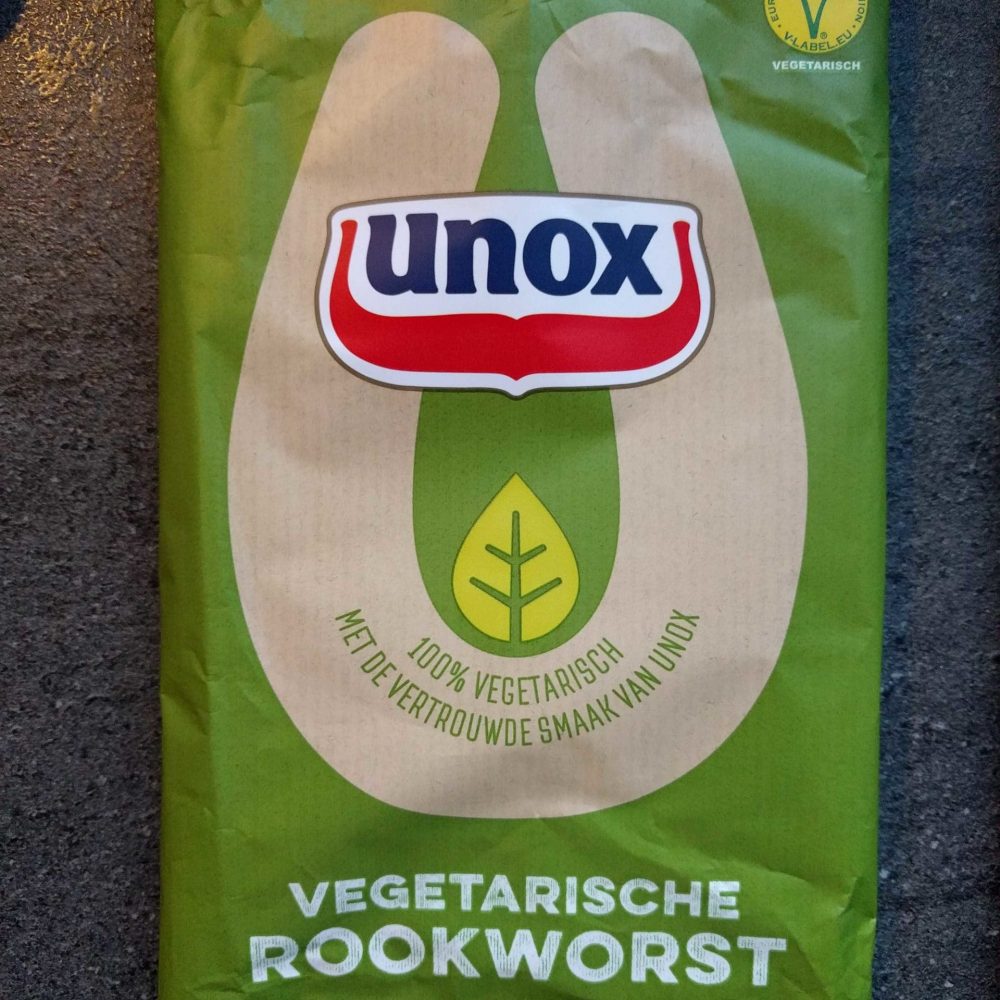 V-LABEL.EU
VEGETARISCH
unox
100% VEGETARISCH
MET DE VERTROUWDE SMAAK VAN UNOX
VEGETARISCHE
ROOKWORST